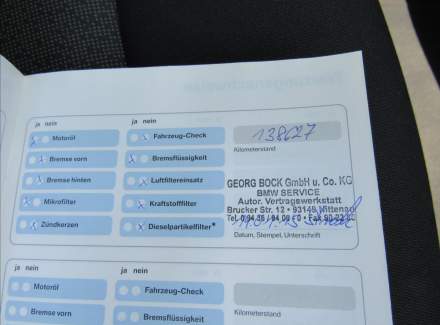 ja nein
ja nein
Motoröl
Fahrzeug-Check
138027
Bremse vorn
Bremsflüssigkeit
Kilometerstand
Bremse hinten
Luftfiltereinsatz
GEORG BOCK GmbH u. Co. KG
BMW SERVICE
Mikrofilter
Kraftstofffilter
Autor. Vertragswerkstatt
Brucker Str. 12 • 93149 Nittenau
Zündkerzen
Dieselpartikelfilter*
Datum, Stempel, Unterschrift
ja nein
ja nein
Motoröl
Fahrzeug-Check
Bremse vorn
Bremsflüssigkeit
Kilometerstand